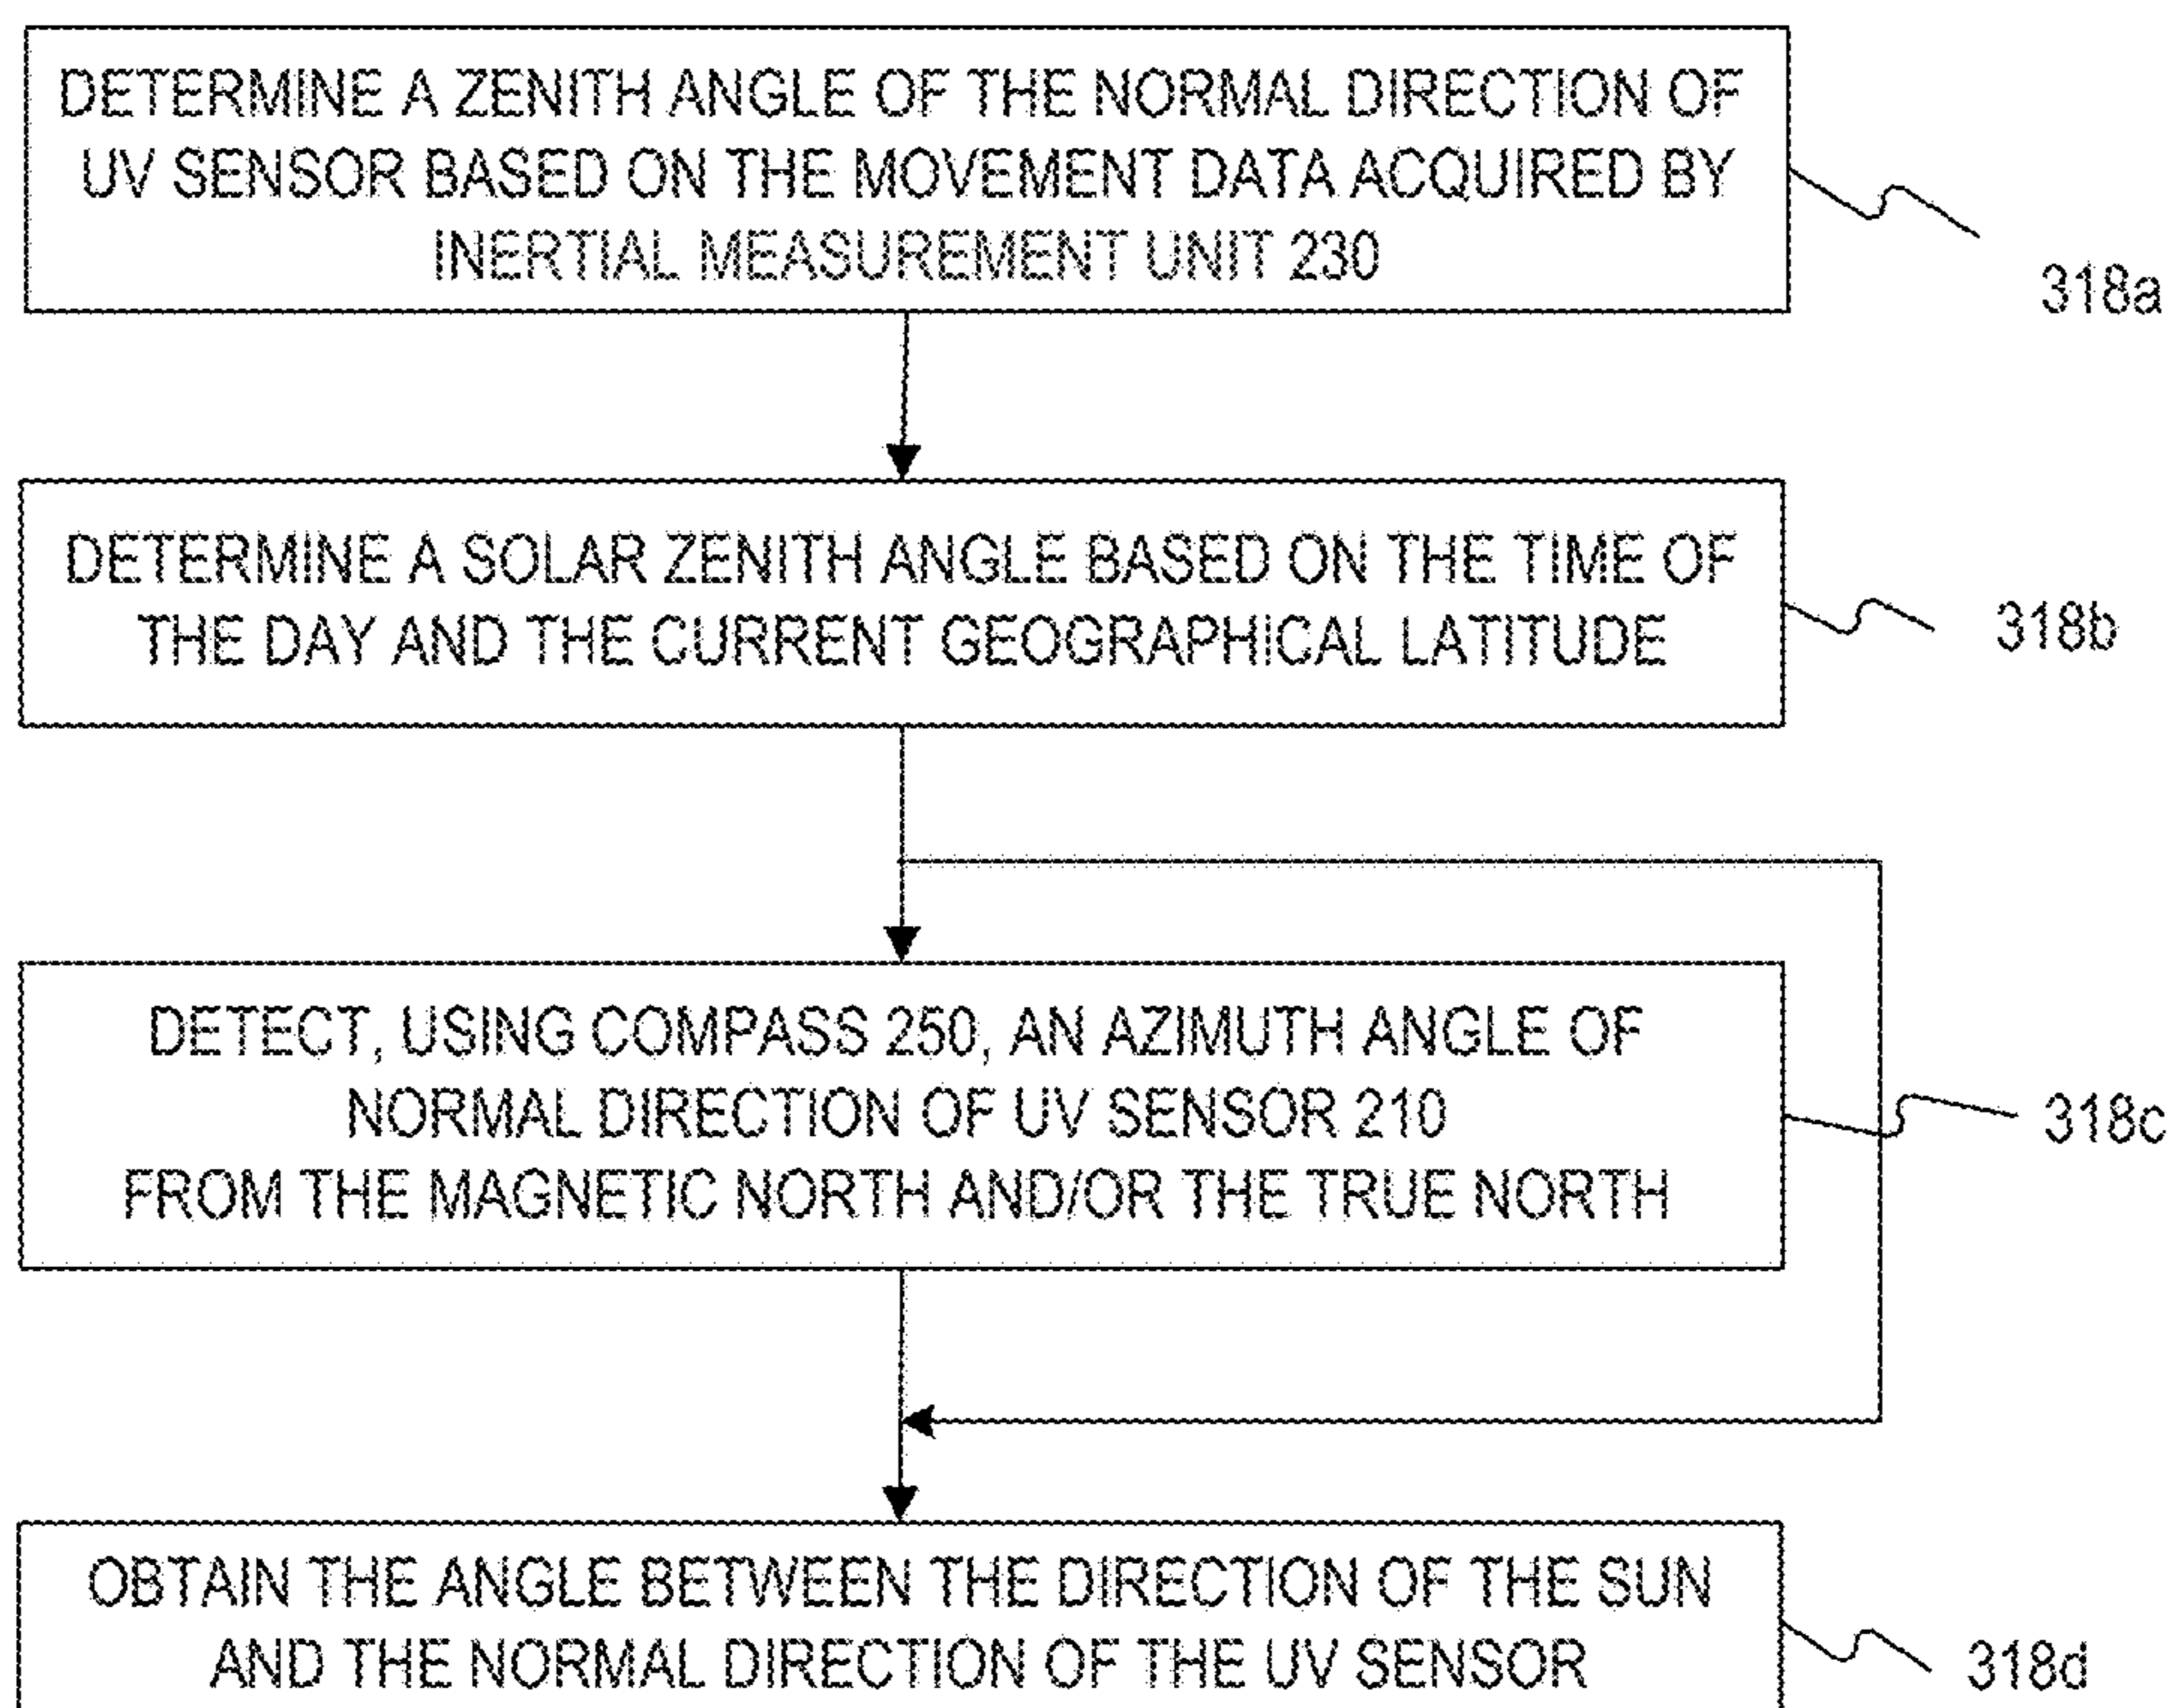 DETERMINE A ZENITH ANGLE OF THE NORMAL DIRECTION OF
UV SENSOR BASED ON THE MOVEMENT DATA ACQUIRED BY
INERTIAL MEASUREMENT UNIT 230
318a
DETERMINE A SOLAR ZENITH ANGLE BASED ON THE TIME OF
THE DAY AND THE CURRENT GEOGRAPHICAL LATITUDE
318b
DETECT, USING COMPASS 250, AN AZIMUTH ANGLE OF
NORMAL DIRECTION OF UV SENSOR 210
FROM THE MAGNETIC NORTH AND/OR THE TRUE NORTH
318c
OBTAIN THE ANGLE BETWEEN THE DIRECTION OF THE SUN
AND THE NORMAL DIRECTION OF THE UV SENSOR
318d